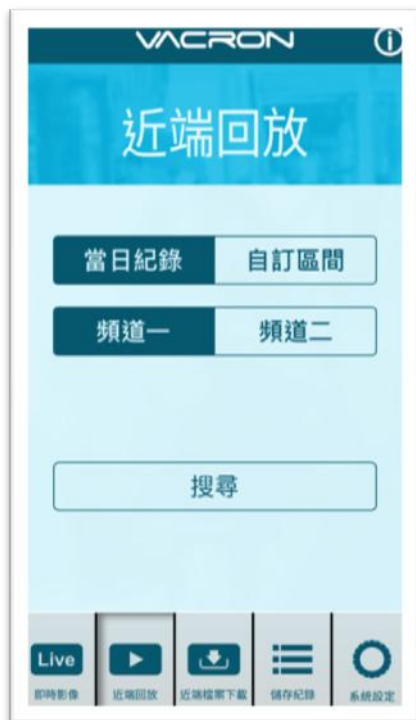 VACRON
近端回放
當日紀錄 自訂區間
頻道一 頻道二
搜尋
Live
即時影像 近端回放 近端檔案下載 儲存紀錄 系統設定